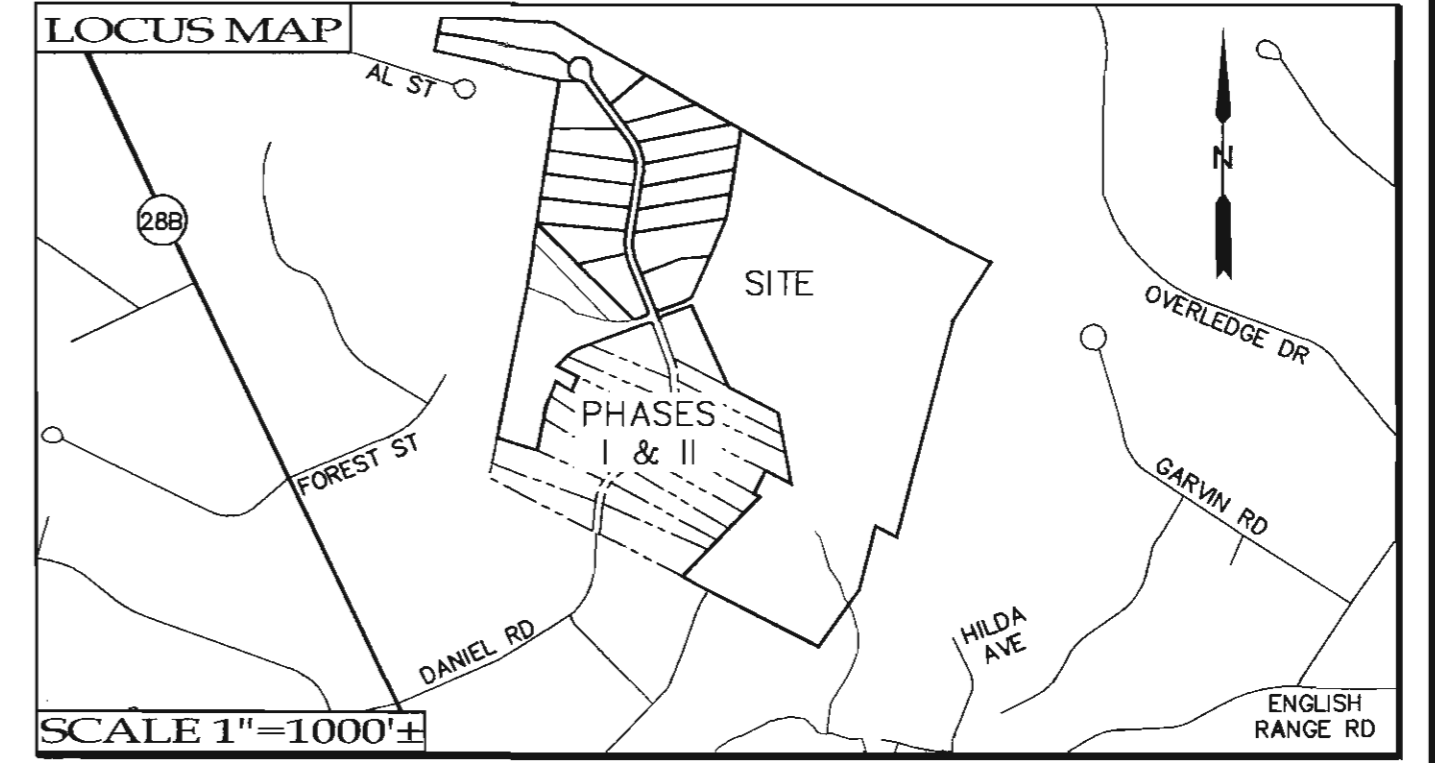 LOCUS MAP
AL ST
28B
N
SITE
OVERLEDGE DR
PHASES
I & II
FOREST ST
GARVIN RD
DANIEL RD
HILDA
AVE
ENGLISH
RANGE RD
SCALE 1"=1000'±